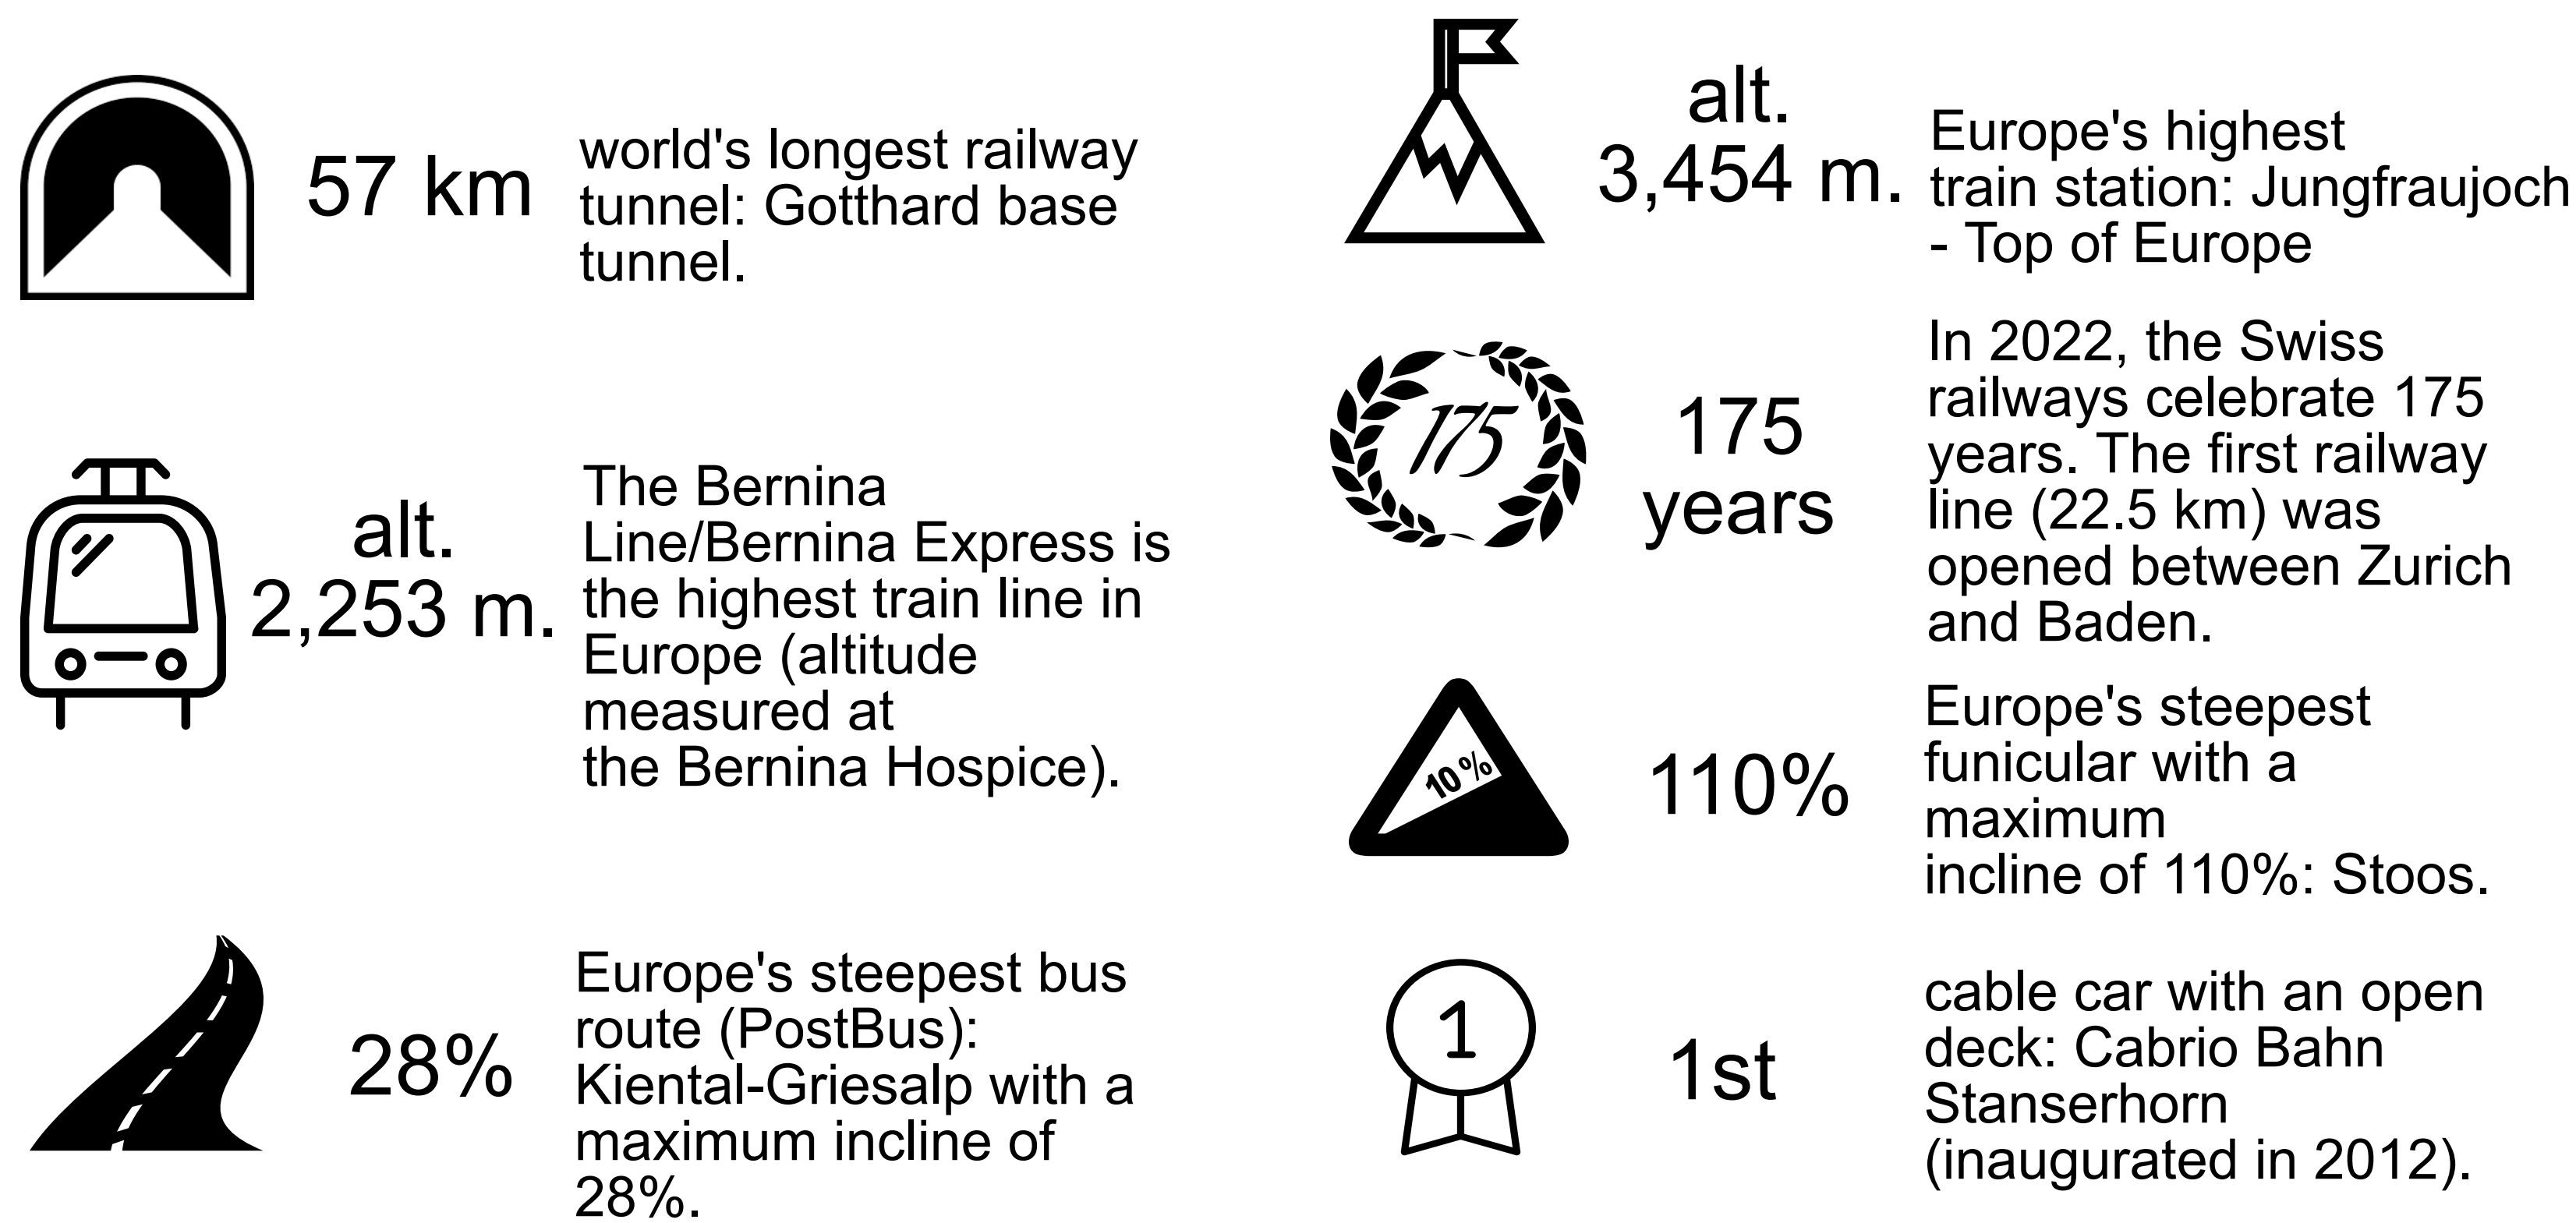 57 km
world's longest railway
tunnel: Gotthard base
tunnel.
alt.
2,253 m.
The Bernina
Line/Bernina Express is
the highest train line in
Europe (altitude
measured at
the Bernina Hospice).
28%
Europe's steepest bus
route (PostBus):
Kiental-Griesalp with a
maximum incline of
28%.
alt.
3,454 m.
Europe's highest
train station: Jungfraujoch
- Top of Europe
175
175
years
In 2022, the Swiss
railways celebrate 175
years. The first railway
line (22.5 km) was
opened between Zurich
and Baden.
10%
110%
Europe's steepest
funicular with a
maximum
incline of 110%: Stoos.
1
1st
cable car with an open
deck: Cabrio Bahn
Stanserhorn
(inaugurated in 2012).